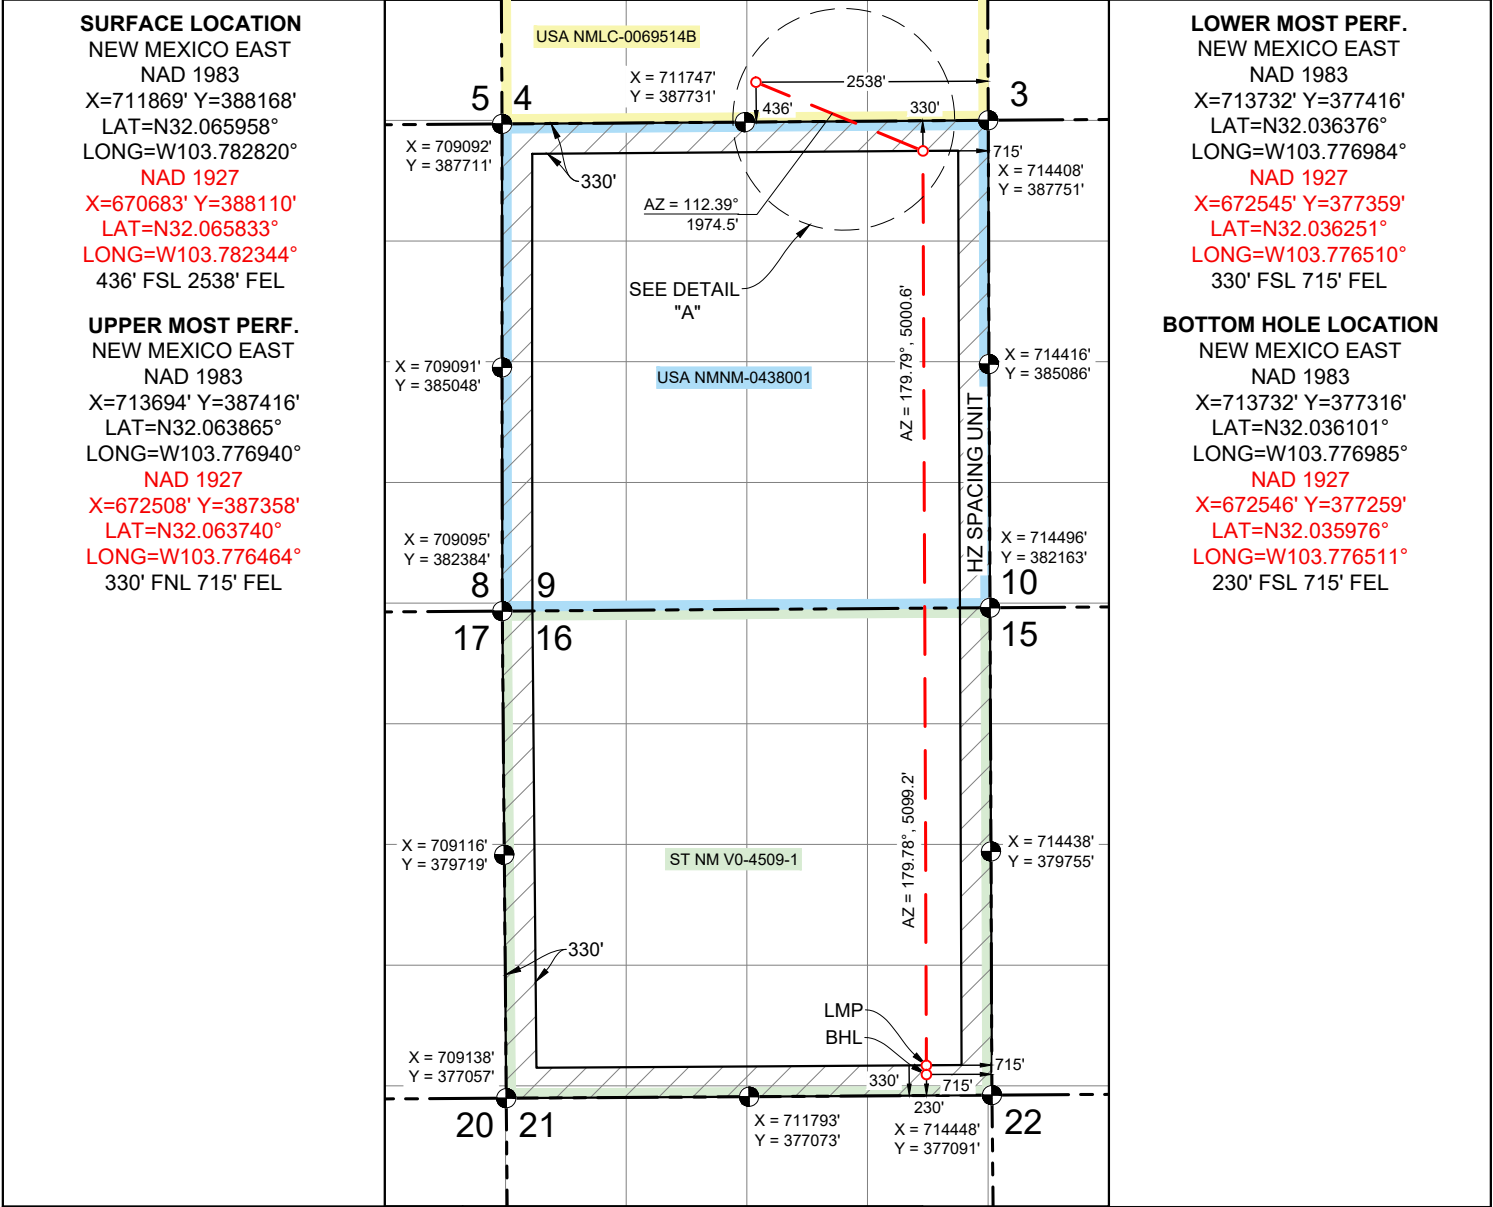 SURFACE LOCATION
NEW MEXICO EAST
NAD 1983
X=711869' Y=388168'
LAT=N32.065958°
LONG=W103.782820°
NAD 1927
X=670683' Y=388110'
LAT=N32.065833°
LONG=W103.782344°
436' FSL 2538' FEL
UPPER MOST PERF.
NEW MEXICO EAST
NAD 1983
X=713694' Y=387416'
LAT=N32.063865°
LONG=W103.776940°
NAD 1927
X=672508' Y=387358'
LAT=N32.063740°
LONG=W103.776464°
330' FNL 715' FEL
USA NMLC-0069514B
X = 711747'
Y = 387731'
2538'
436'
330'
5 4
3
X = 709092'
Y = 387711'
330'
715'
X = 714408'
Y = 387751'
AZ = 112.39°
1974.5'
SEE DETAIL
"A"
AZ = 179.79°, 5000.6'
X = 709091'
Y = 385048'
USA NMNM-0438001
X = 714416'
Y = 385086'
HZ SPACING UNIT
X = 709095'
Y = 382384'
X = 714496'
Y = 382163'
8 9
10
17 16
15
AZ = 179.78°, 5099.2'
X = 709116'
Y = 379719'
ST NM V0-4509-1
X = 714438'
Y = 379755'
330'
LMP
BHL
X = 709138'
Y = 377057'
330'
715'
715'
230'
20 21
22
X = 711793'
Y = 377073'
X = 714448'
Y = 377091'
LOWER MOST PERF.
NEW MEXICO EAST
NAD 1983
X=713732' Y=377416'
LAT=N32.036376°
LONG=W103.776984°
NAD 1927
X=672545' Y=377359'
LAT=N32.036251°
LONG=W103.776510°
330' FSL 715' FEL
BOTTOM HOLE LOCATION
NEW MEXICO EAST
NAD 1983
X=713732' Y=377316'
LAT=N32.036101°
LONG=W103.776985°
NAD 1927
X=672546' Y=377259'
LAT=N32.035976°
LONG=W103.776511°
230' FSL 715' FEL